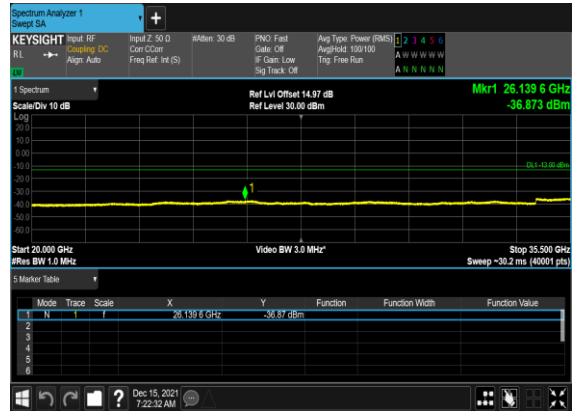 Spectrum Analyzer 1
Swept SA
KEYSIGHT
RL
Input: RF
Coupling: DC
Align: Auto
Input Z: 50 Ω
Corr CCorr
Freq Ref: Int (S)
#Atten: 30 dB
PNO: Fast
Gate: Off
IF Gain: Low
Sig Track: Off
Avg Type: Power (RMS)
Avg|Hold: 100/100
Trig: Free Run
1 2 3 4 5 6
A W W W W W
A N N N N N
1 Spectrum
Scale/Div 10 dB
Ref Lvl Offset 14.97 dB
Ref Level 30.00 dBm
Mkr1 26.139 6 GHz
-36.873 dBm
Log
20.0
10.0
0.00
-10.0
DL1 -13.00 dBm
-20.0
-30.0
1
-40.0
-50.0
-60.0
Start 20.000 GHz
Video BW 3.0 MHz*
Stop 35.500 GHz
#Res BW 1.0 MHz
Sweep ~30.2 ms (40001 pts)
5 Marker Table
Mode Trace Scale X Y Function Function Width Function Value
1 N 1 f 26.139 6 GHz -36.87 dBm
2
3
4
5
6
Dec 15, 2021
7:22:32 AM